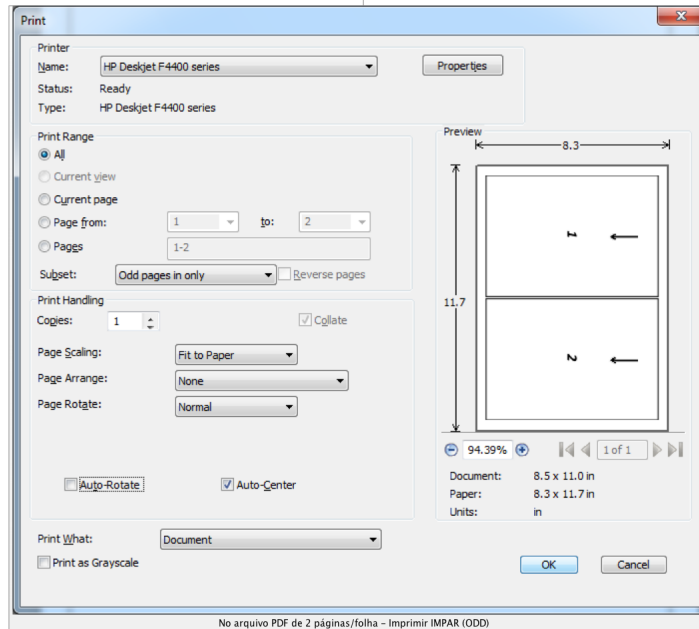 Print
Printer
Name: HP Deskjet F4400 series Properties
Status: Ready
Type: HP Deskjet F4400 series
Print Range
All
Current view
Current page
Page from: 1 to: 2
Pages 1-2
Subset: Odd pages in only Reverse pages
Print Handling
Copies: 1 Collate
Page Scaling: Fit to Paper
Page Arrange: None
Page Rotate: Normal
Auto-Rotate Auto-Center
Print What: Document
Print as Grayscale
Preview
8.3
11.7
1
2
94.39% 1 of 1
Document: 8.5 x 11.0 in
Paper: 8.3 x 11.7 in
Units: in
OK Cancel
No arquivo PDF de 2 páginas/folha - Imprimir IMPAR (ODD)